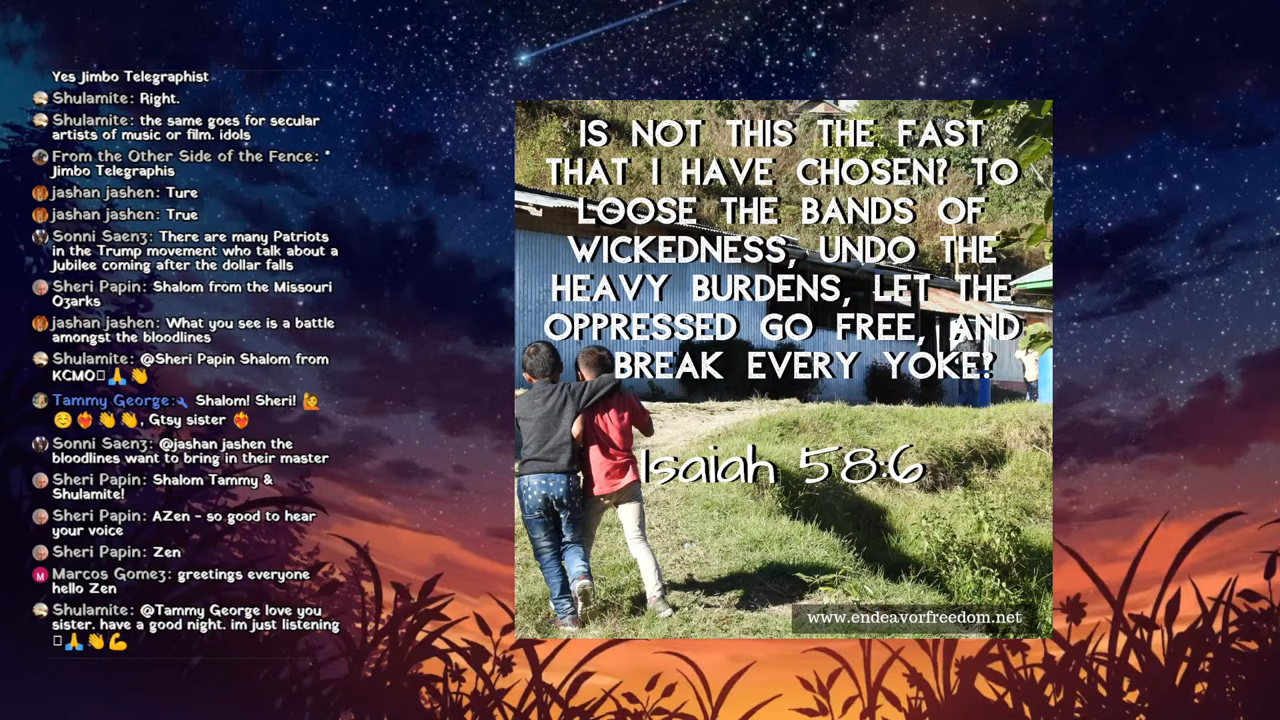 Yes Jimbo Telegraphist
Shulamite: Right.
Shulamite: the same goes for secular
artists of music or film. idols
From the Other Side of the Fence: *
Jimbo Telegraphis
jashan jashen: Ture
jashan jashen: True
Sonni Saenz: There are many Patriots
in the Trump movement who talk about a
Jubilee coming after the dollar falls
Sheri Papin: Shalom from the Missouri
Ozarks
jashan jashen: What you see is a battle
amongst the bloodlines
Shulamite: @Sheri Papin Shalom from
KCMO🙏👋
Tammy George: Shalom! Sheri! 🙋
☺️❤️‍🔥👋👋, Gtsy sister ❤️‍🔥
Sonni Saenz: @jashan jashen the
bloodlines want to bring in their master
Sheri Papin: Shalom Tammy &
Shulamite!
Sheri Papin: AZen - so good to hear
your voice
Sheri Papin: Zen
M
Marcos Gomez: greetings everyone
hello Zen
Shulamite: @Tammy George love you
sister. have a good night. im just listening
🙏👋💪
IS NOT THIS THE FAST
THAT I HAVE CHOSEN? TO
LOOSE THE BANDS OF
WICKEDNESS, UNDO THE
HEAVY BURDENS, LET THE
OPPRESSED GO FREE, AND
BREAK EVERY YOKE?
Isaiah 58:6
www.endeavorfreedom.net